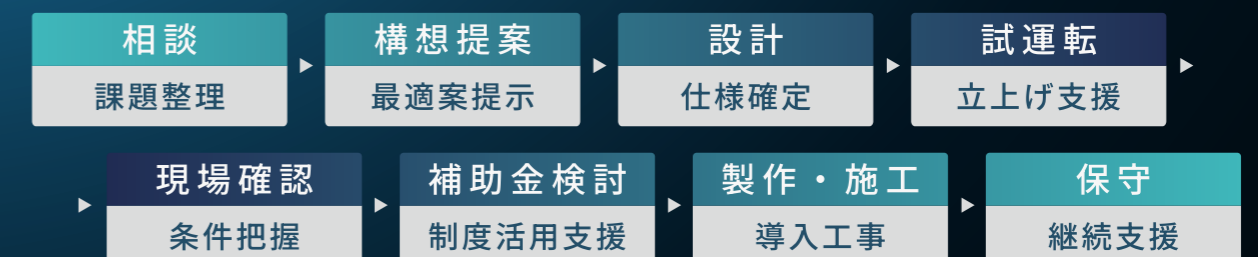 相談
課題整理
構想提案
最適案提示
設計
仕様確定
試運転
立上げ支援
現場確認
条件把握
補助金検討
制度活用支援
製作・施工
導入工事
保守
継続支援